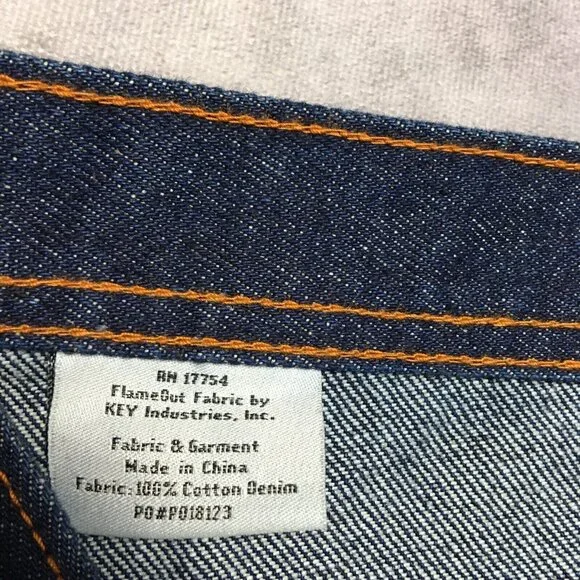 RN 17754
FlameOut Fabric by
KEY Industries, Inc.
Fabric & Garment
Made in China
Fabric: 100% Cotton Denim
PO#P018123